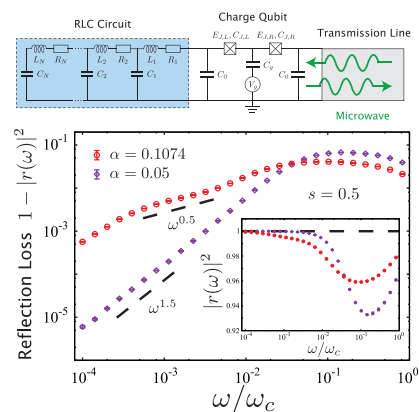 RLC Circuit
Charge Qubit
Transmission Line
E_{J,L}, C_{J,L}
E_{J,R}, C_{J,R}
L_N R_N L_2 R_2 L_1 R_1
C_N C_2 C_1 C_0 C_g C_0
V_g
Microwave
Reflection Loss 1 − |r(ω)|^2
10^{-1}
10^{-3}
10^{-5}
α = 0.1074
α = 0.05
ω^{0.5}
ω^{1.5}
s = 0.5
|r(ω)|^2
1
0.98
0.96
0.94
0.92
10^{-4} 10^{-3} 10^{-2} 10^{-1} 10^0
ω/ω_c
10^{-4} 10^{-3} 10^{-2} 10^{-1} 10^0
ω/ω_c